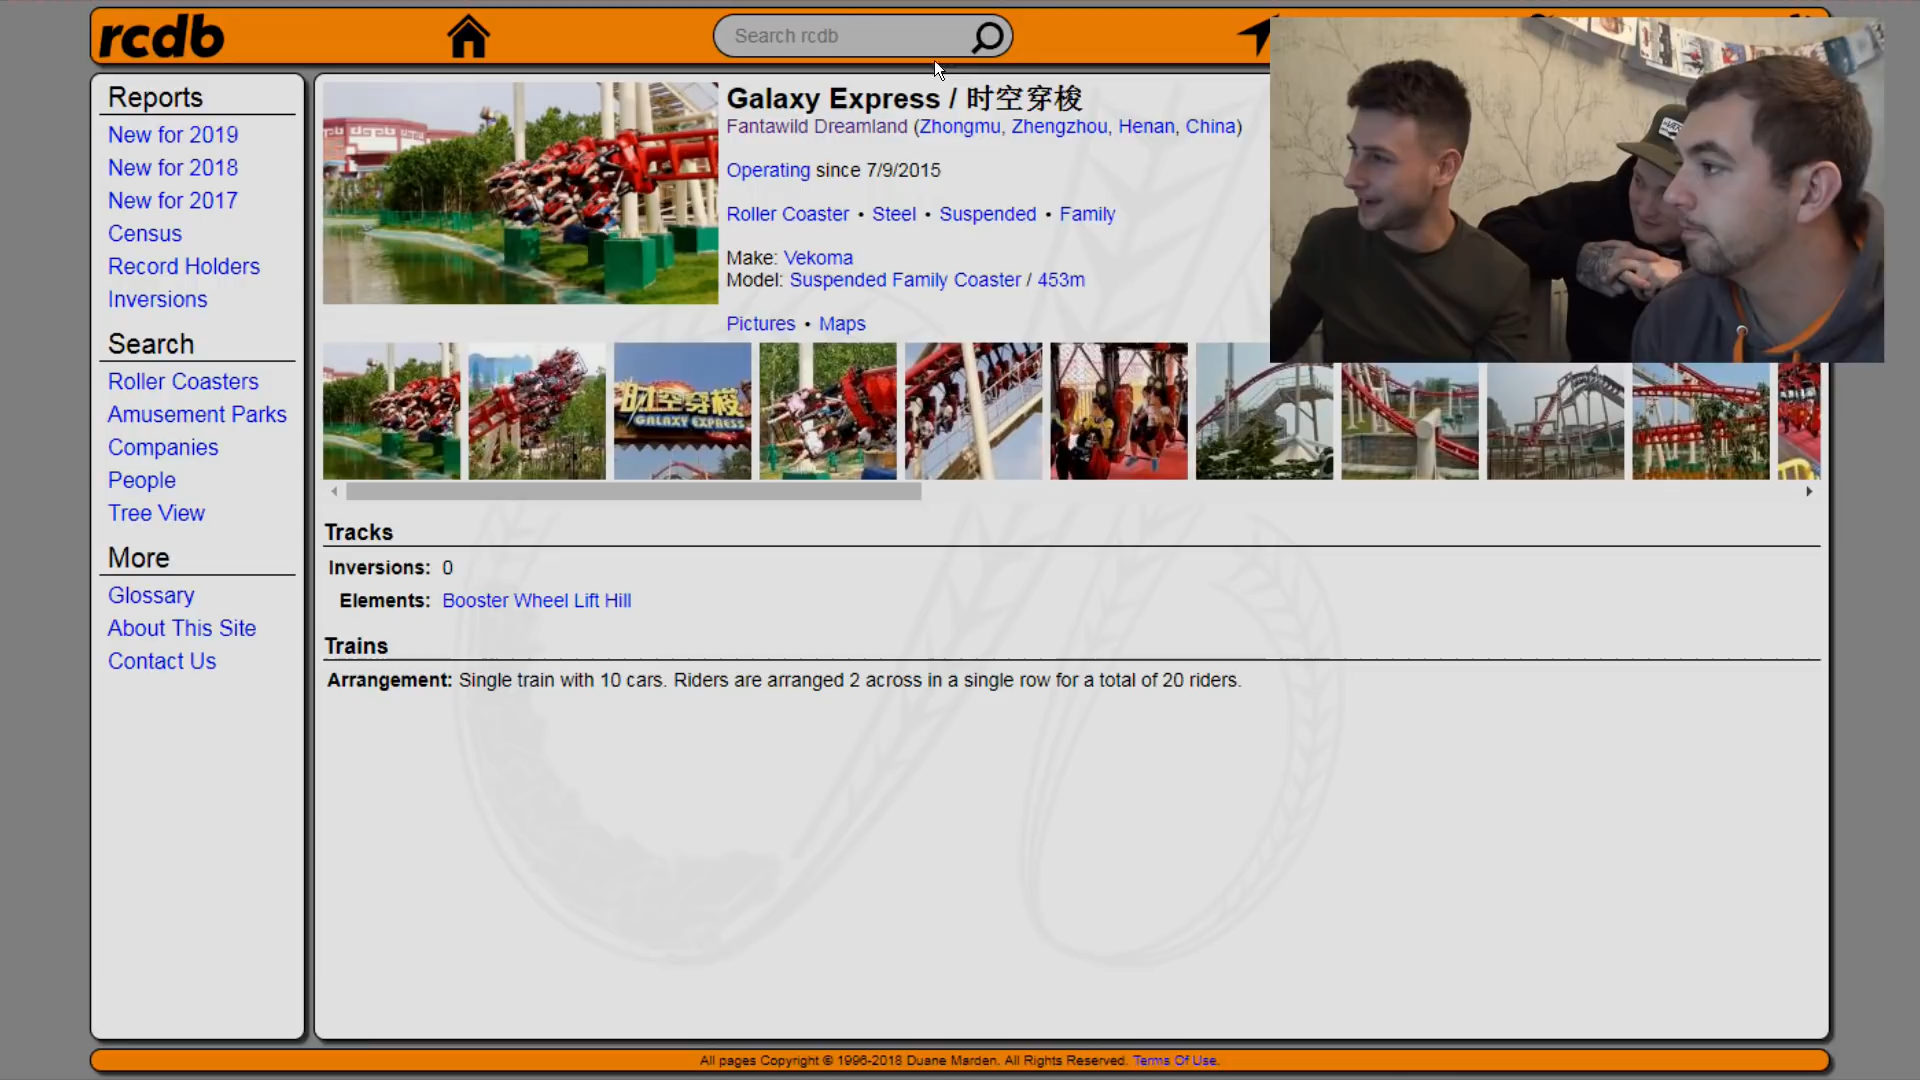 rcdb
Search rcdb
Reports
New for 2019
New for 2018
New for 2017
Census
Record Holders
Inversions
Search
Roller Coasters
Amusement Parks
Companies
People
Tree View
More
Glossary
About This Site
Contact Us
Galaxy Express / 时空穿梭
Fantawild Dreamland (Zhongmu, Zhengzhou, Henan, China)
Operating since 7/9/2015
Roller Coaster • Steel • Suspended • Family
Make: Vekoma
Model: Suspended Family Coaster / 453m
Pictures • Maps
时空穿梭
GALAXY EXPRESS
Tracks
Inversions: 0
Elements: Booster Wheel Lift Hill
Trains
Arrangement: Single train with 10 cars. Riders are arranged 2 across in a single row for a total of 20 riders.
All pages Copyright © 1996-2018 Duane Marden. All Rights Reserved. Terms Of Use.